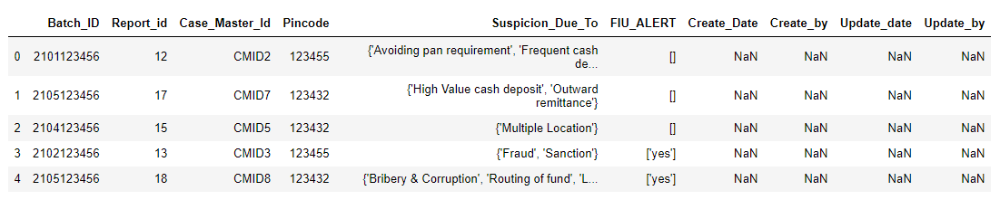 Batch_ID Report_id Case_Master_Id Pincode Suspicion_Due_To FIU_ALERT Create_Date Create_by Update_date Update_by
0 2101123456 12 CMID2 123455 {'Avoiding pan requirement', 'Frequent cash de... [] NaN NaN NaN NaN
1 2105123456 17 CMID7 123432 {'High Value cash deposit', 'Outward remittance'} [] NaN NaN NaN NaN
2 2104123456 15 CMID5 123432 {'Multiple Location'} [] NaN NaN NaN NaN
3 2102123456 13 CMID3 123455 {'Fraud', 'Sanction'} ['yes'] NaN NaN NaN NaN
4 2105123456 18 CMID8 123432 {'Bribery & Corruption', 'Routing of fund', 'L... ['yes'] NaN NaN NaN NaN